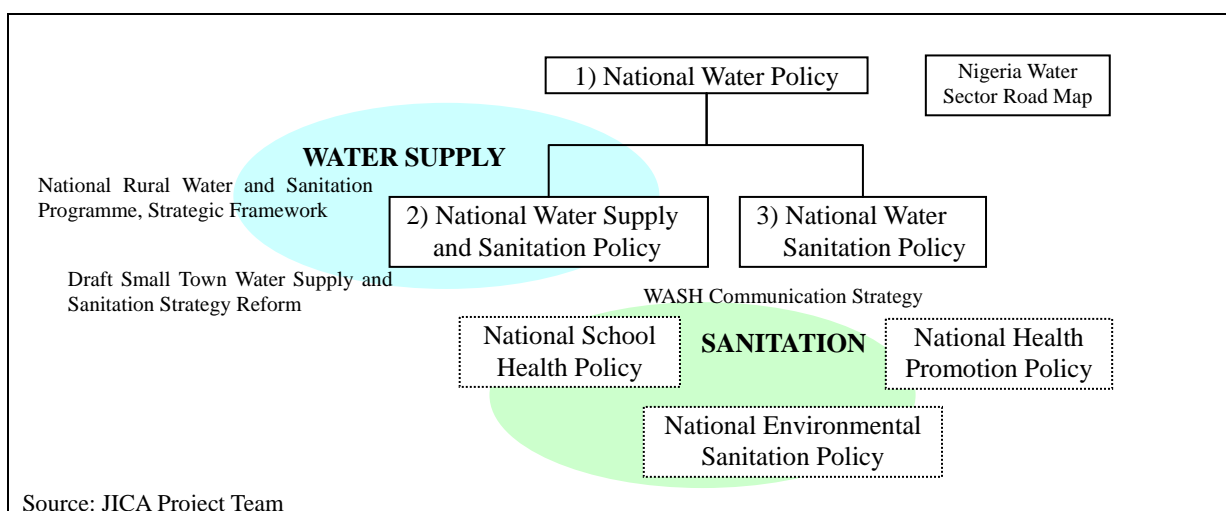 1) National Water Policy
Nigeria Water
Sector Road Map
WATER SUPPLY
National Rural Water and Sanitation
Programme, Strategic Framework
2) National Water Supply
and Sanitation Policy
3) National Water
Sanitation Policy
Draft Small Town Water Supply and
Sanitation Strategy Reform
WASH Communication Strategy
National School
Health Policy
SANITATION
National Health
Promotion Policy
National Environmental
Sanitation Policy
Source: JICA Project Team